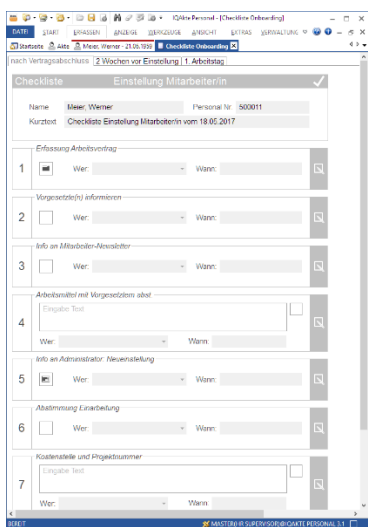 IQAkte Personal - [Checkliste Onboarding]
DATEI START ERFASSEN ANZEIGE WERKZEUGE ANSICHT EXTRAS VERWALTUNG
Startseite Akte Meier, Werner - 21.06.1959 Checkliste Onboarding
nach Vertragsabschluss 2 Wochen vor Einstellung 1. Arbeitstag
Checkliste Einstellung Mitarbeiter/in
Name Meier, Werner Personal Nr. 500011
Kurztext Checkliste Einstellung Mitarbeiter/in vom 18.05.2017
Erfassung Arbeitsvertrag
1 Wer: Wann:
Vorgesetzte(n) informieren
2 Wer: Wann:
Info an Mitarbeiter-Newsletter
3 Wer: Wann:
Arbeitsmittel mit Vorgesetztem abst.
Eingabe Text
4
Wer: Wann:
Info an Administrator: Neueinstellung
5 Wer: Wann:
Abstimmung Einarbeitung
6 Wer: Wann:
Kostenstelle und Projektnummer
Eingabe Text
7
Wer: Wann:
BEREIT MASTER(HR SUPERVISOR)@IQAKTE PERSONAL 3.1